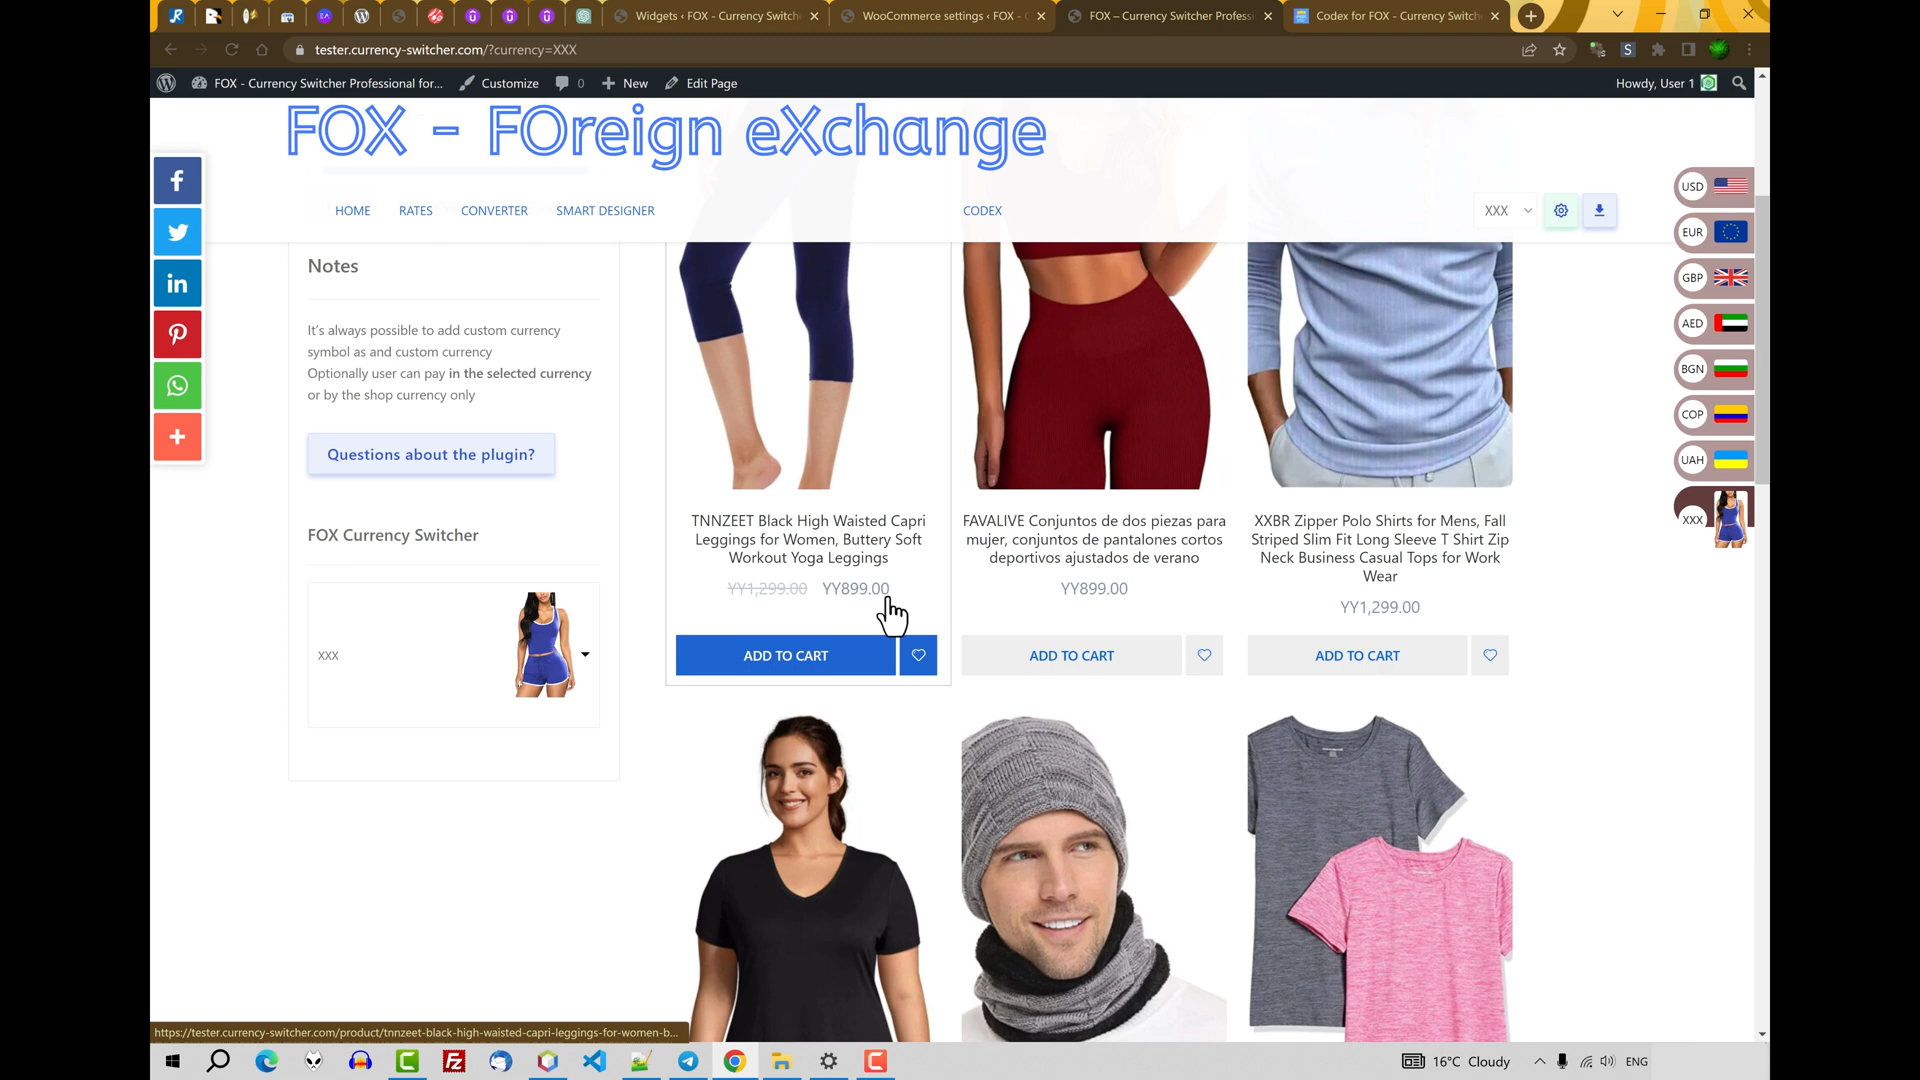 Widgets ‹ FOX - Currency Switch
WooCommerce settings ‹ FOX -
FOX – Currency Switcher Profess
Codex for FOX - Currency Switch
tester.currency-switcher.com/?currency=XXX
FOX - Currency Switcher Professional for...
Customize
0
New
Edit Page
Howdy, User 1
FOX - FOreign eXchange
HOME
RATES
CONVERTER
SMART DESIGNER
CODEX
XXX
USD
EUR
GBP
AED
BGN
COP
UAH
XXX
Notes
It's always possible to add custom currency
symbol as and custom currency
Optionally user can pay in the selected currency
or by the shop currency only
Questions about the plugin?
FOX Currency Switcher
XXX
TNNZEET Black High Waisted Capri
Leggings for Women, Buttery Soft
Workout Yoga Leggings
YY1,299.00 YY899.00
ADD TO CART
FAVALIVE Conjuntos de dos piezas para
mujer, conjuntos de pantalones cortos
deportivos ajustados de verano
YY899.00
ADD TO CART
XXBR Zipper Polo Shirts for Mens, Fall
Striped Slim Fit Long Sleeve T Shirt Zip
Neck Business Casual Tops for Work
Wear
YY1,299.00
ADD TO CART
https://tester.currency-switcher.com/product/tnnzeet-black-high-waisted-capri-leggings-for-women-b...
16°C Cloudy
ENG